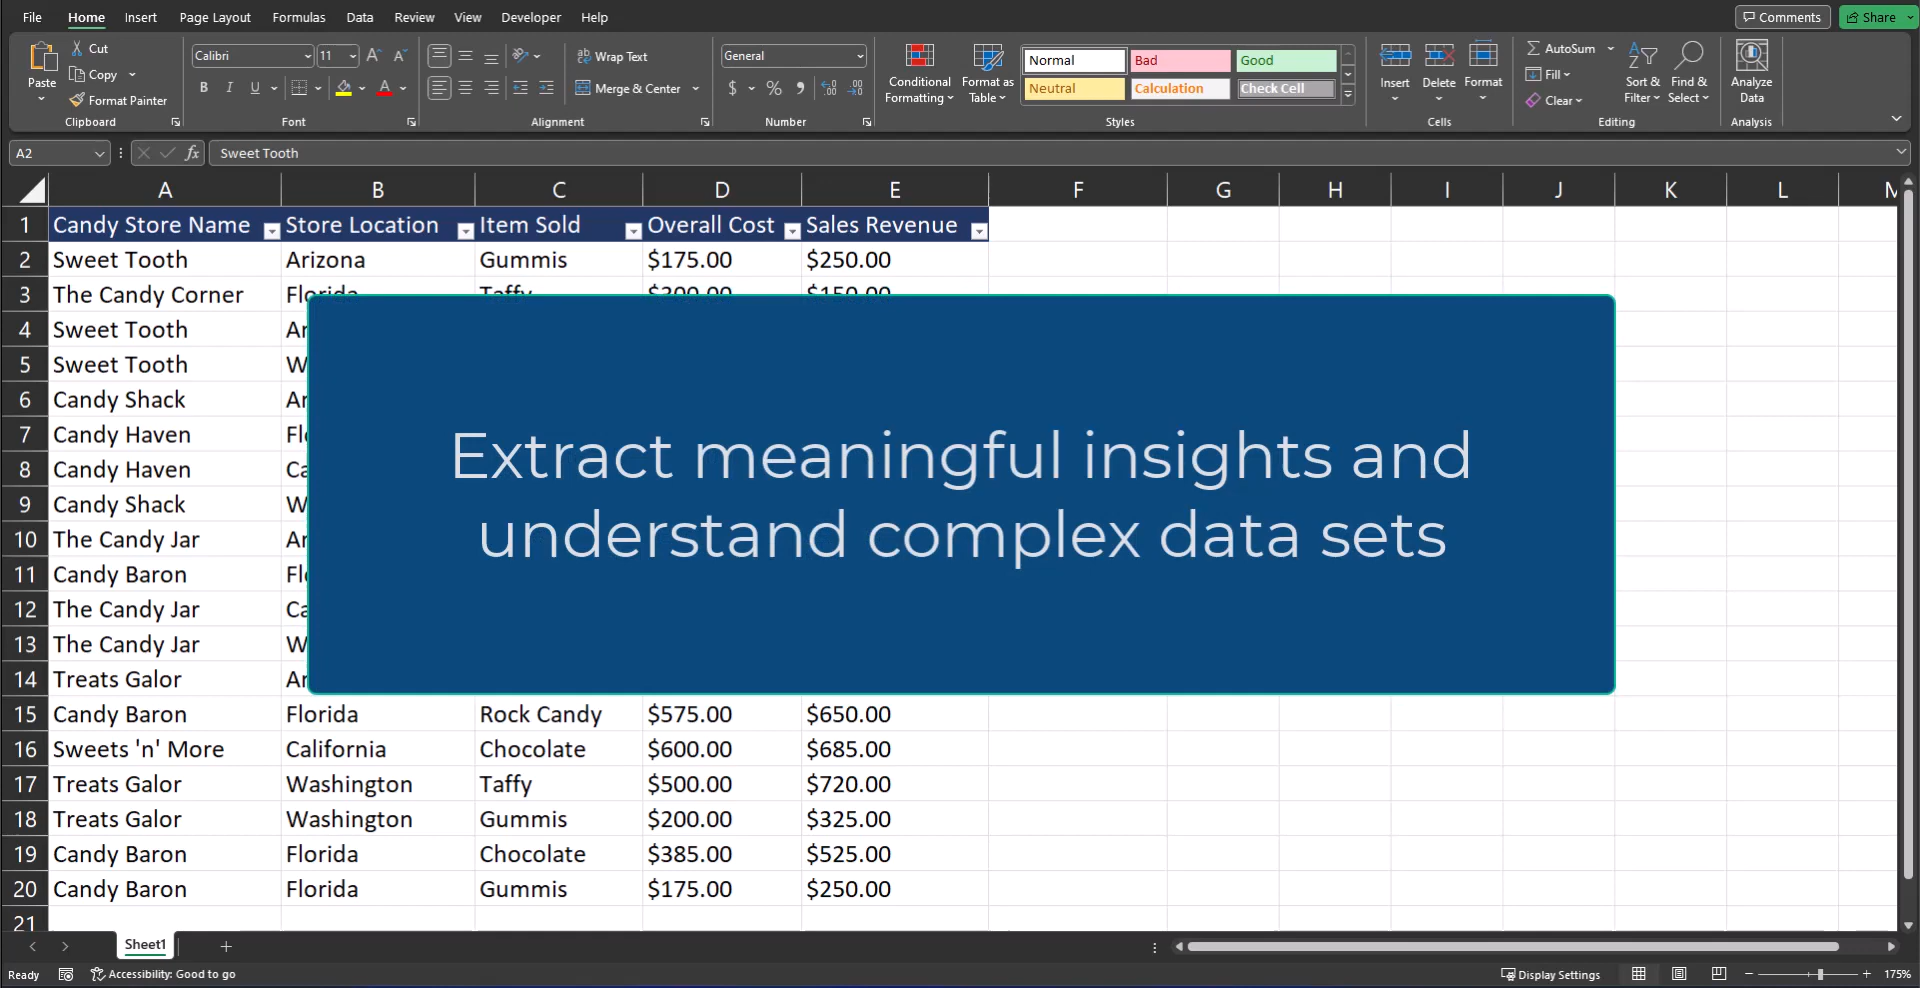 File Home Insert Page Layout Formulas Data Review View Developer Help Comments Share
Paste Cut Copy Format Painter Clipboard
Calibri 11 B I U A Font
Wrap Text Merge & Center Alignment
General $ % Number
Conditional Formatting Format as Table
Normal Bad Good
Neutral Calculation Check Cell
Styles
Insert Delete Format Cells
AutoSum Fill Clear Sort & Filter Find & Select Editing
Analyze Data Analysis
A2 fx Sweet Tooth
A B C D E F G H I J K L
1 Candy Store Name Store Location Item Sold Overall Cost Sales Revenue
2 Sweet Tooth Arizona Gummis $175.00 $250.00
3 The Candy Corner Florida Taffy $300.00 $150.00
4 Sweet Tooth
5 Sweet Tooth
6 Candy Shack
7 Candy Haven
8 Candy Haven
9 Candy Shack
10 The Candy Jar
11 Candy Baron
12 The Candy Jar
13 The Candy Jar
14 Treats Galor
Extract meaningful insights and
understand complex data sets
15 Candy Baron Florida Rock Candy $575.00 $650.00
16 Sweets 'n' More California Chocolate $600.00 $685.00
17 Treats Galor Washington Taffy $500.00 $720.00
18 Treats Galor Washington Gummis $200.00 $325.00
19 Candy Baron Florida Chocolate $385.00 $525.00
20 Candy Baron Florida Gummis $175.00 $250.00
21
Sheet1
Ready Accessibility: Good to go Display Settings 175%